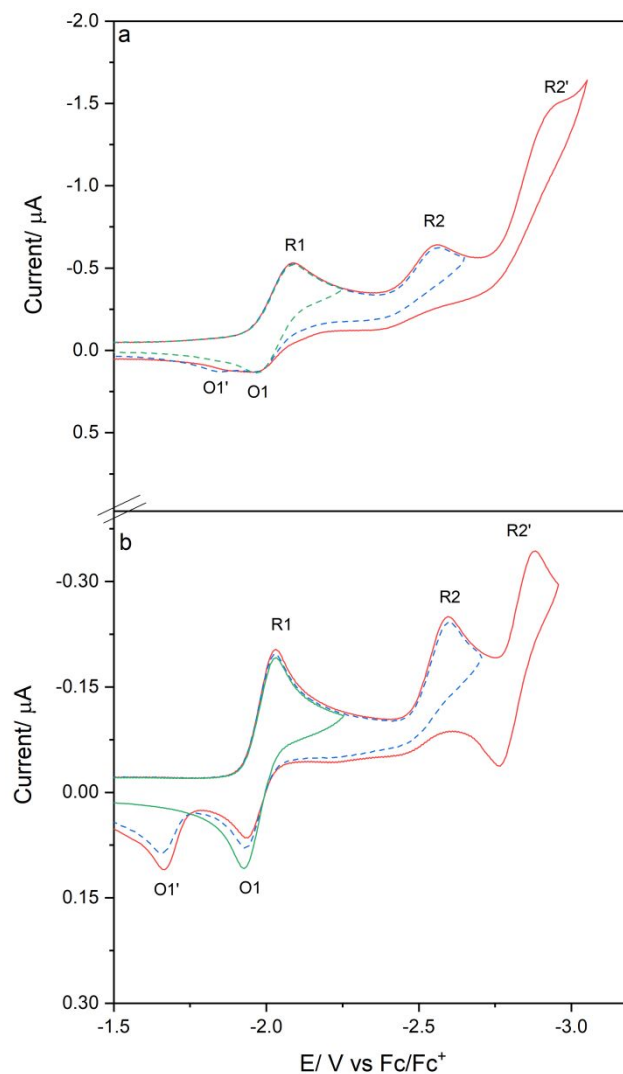 -2.0
a
R2'
-1.5
-1.0
R2
R1
-0.5
0.0
O1'
O1
0.5
Current/ μA
b
R2'
-0.30
R2
R1
-0.15
0.00
O1'
O1
0.15
0.30
Current/ μA
-1.5 -2.0 -2.5 -3.0
E/ V vs Fc/Fc⁺